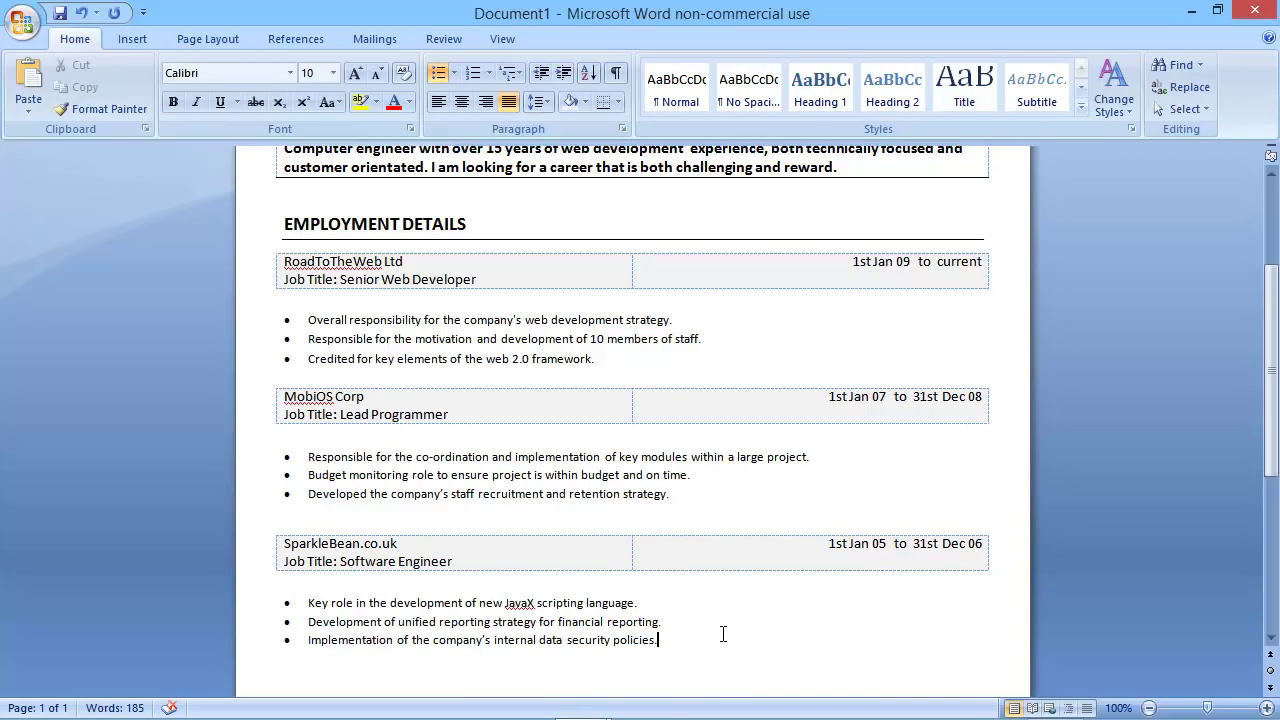 Document1 - Microsoft Word non-commercial use
Home Insert Page Layout References Mailings Review View
Paste
Cut
Copy
Format Painter
Clipboard
Calibri 10
Font
Paragraph
AaBbCcDc AaBbCcDc AaBbC AaBbCc AaB AaBbCc.
¶ Normal ¶ No Spaci... Heading 1 Heading 2 Title Subtitle
Change Styles
Styles
Find
Replace
Select
Editing
Computer engineer with over 15 years of web development experience, both technically focused and
customer orientated. I am looking for a career that is both challenging and reward.
EMPLOYMENT DETAILS
RoadToTheWeb Ltd 1st Jan 09 to current
Job Title: Senior Web Developer
• Overall responsibility for the company's web development strategy.
• Responsible for the motivation and development of 10 members of staff.
• Credited for key elements of the web 2.0 framework.
MobiOS Corp 1st Jan 07 to 31st Dec 08
Job Title: Lead Programmer
• Responsible for the co-ordination and implementation of key modules within a large project.
• Budget monitoring role to ensure project is within budget and on time.
• Developed the company's staff recruitment and retention strategy.
SparkleBean.co.uk 1st Jan 05 to 31st Dec 06
Job Title: Software Engineer
• Key role in the development of new JavaX scripting language.
• Development of unified reporting strategy for financial reporting.
• Implementation of the company's internal data security policies.
Page: 1 of 1 Words: 185 100%